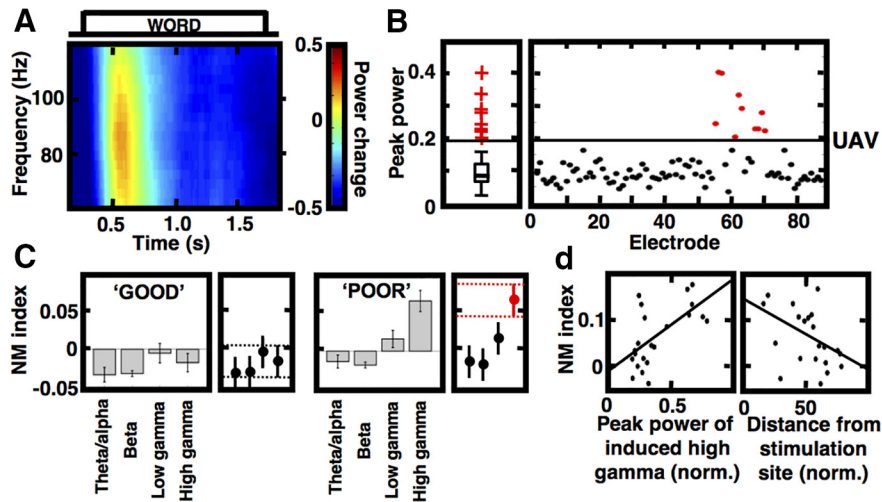 A
WORD
Frequency (Hz)
100
80
0.5
1.0
1.5
Time (s)
0.5
0
-0.5
Power change
B
Peak power
0.4
0.2
0
0
20
40
60
80
Electrode
UAV
C
NM index
0.05
0
-0.05
'GOOD'
'POOR'
Theta/alpha
Beta
Low gamma
High gamma
Theta/alpha
Beta
Low gamma
High gamma
d
NM index
0.1
0
0
0.5
0
50
Peak power of
induced high
gamma (norm.)
Distance from
stimulation
site (norm.)